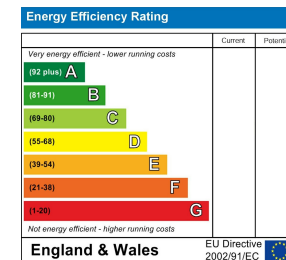 Energy Efficiency Rating
Current Potenti
Very energy efficient - lower running costs
(92 plus) A
(81-91) B
(69-80) C
(55-68) D
(39-54) E
(21-38) F
(1-20) G
Not energy efficient - higher running costs
England & Wales
EU Directive
2002/91/EC